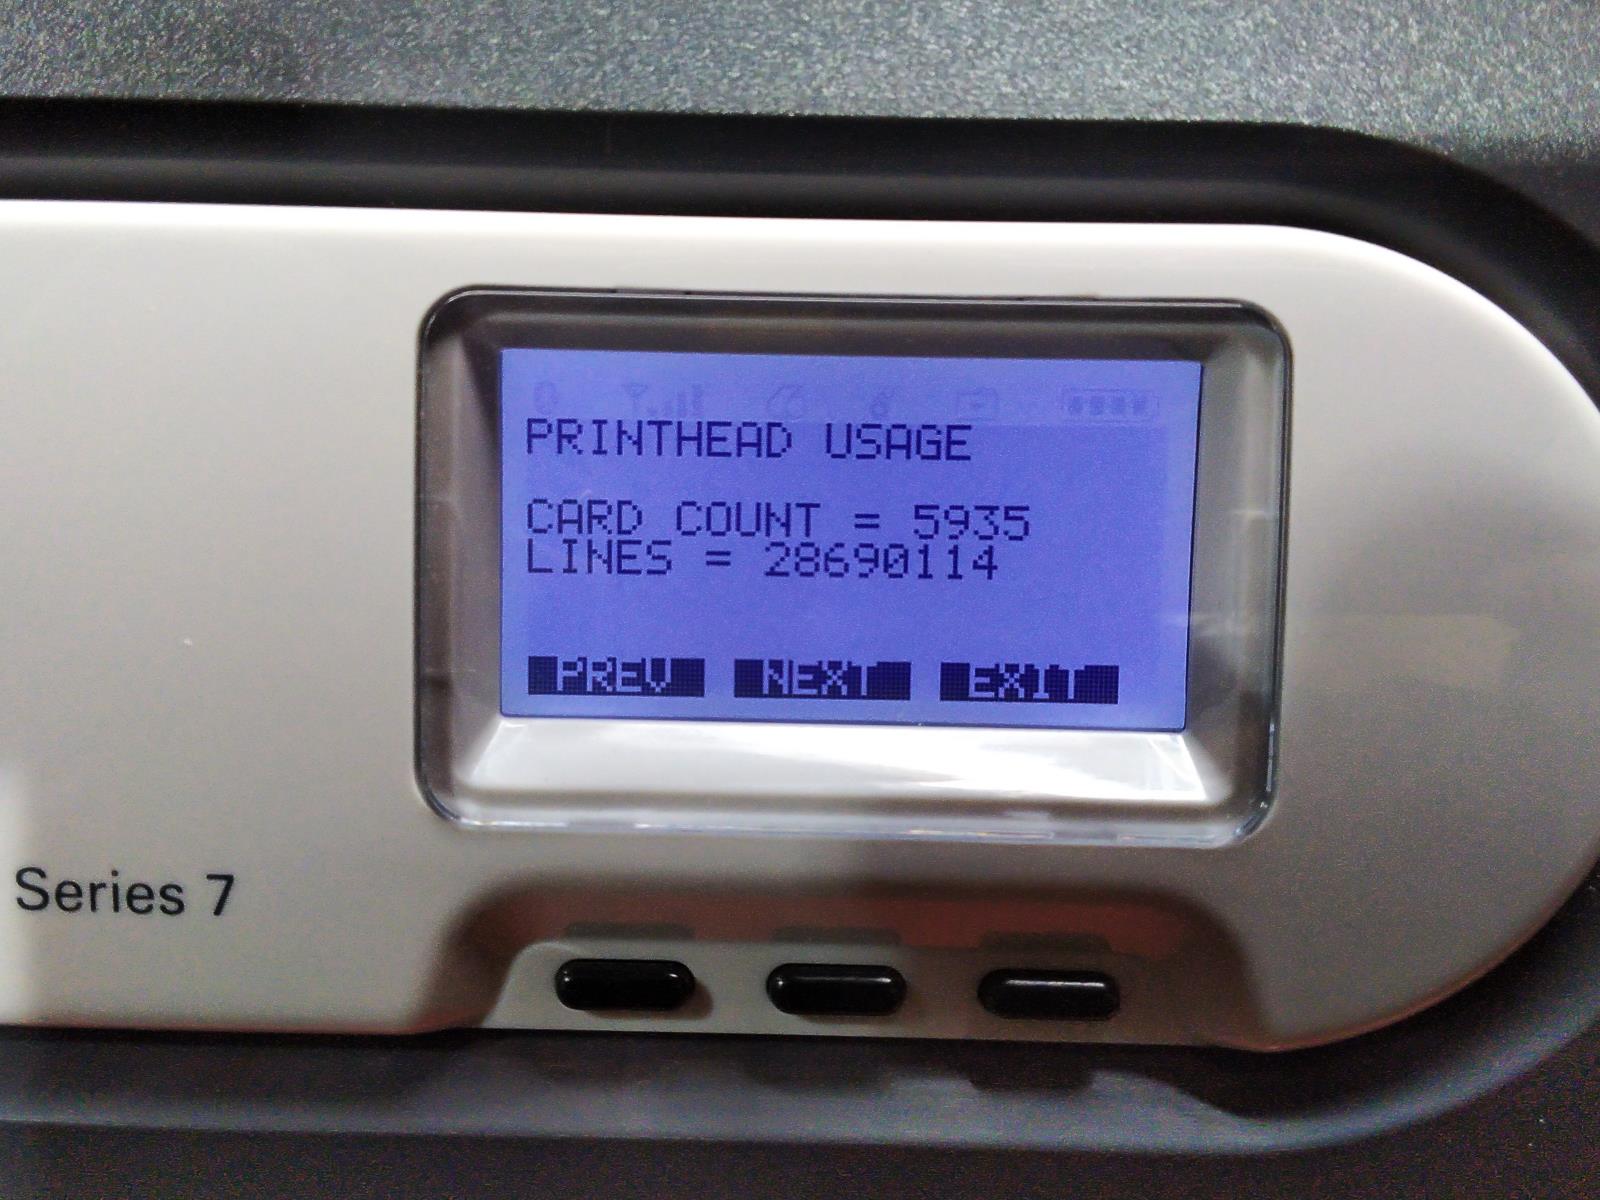 PRINTHEAD USAGE
CARD COUNT = 5935
LINES = 28690114
PREV NEXT EXIT
Series 7